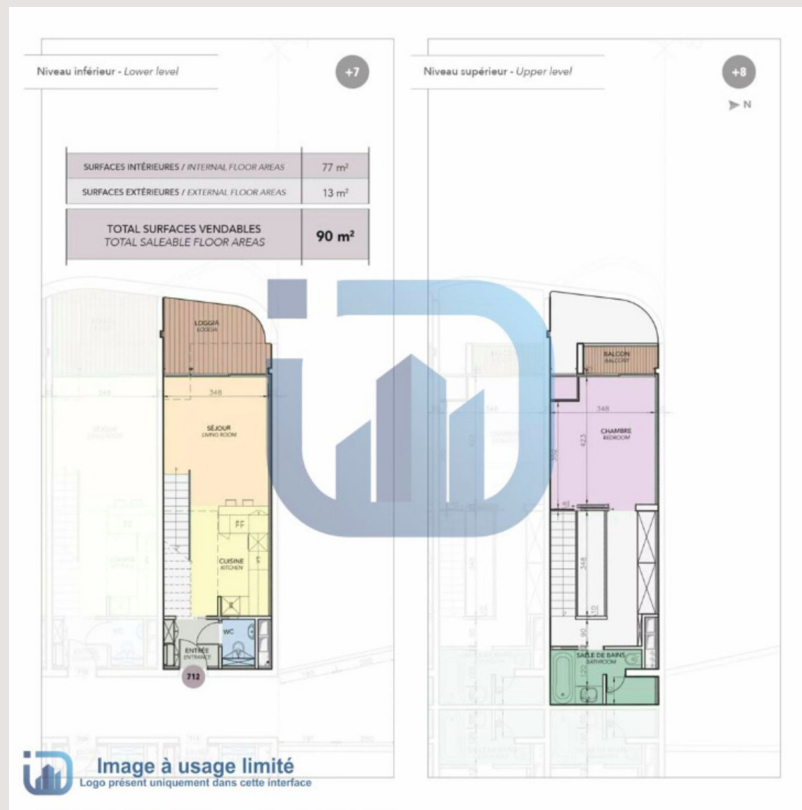 Niveau inférieur - Lower level
+7
SURFACES INTÉRIEURES / INTERNAL FLOOR AREAS 77 m²
SURFACES EXTÉRIEURES / EXTERNAL FLOOR AREAS 13 m²
TOTAL SURFACES VENDABLES
TOTAL SALEABLE FLOOR AREAS
90 m²
LOGGIA
LOGGIA
348
SÉJOUR
LIVING ROOM
CUISINE
KITCHEN
WC
ENTRÉE
ENTRANCE
712
Niveau supérieur - Upper level
+8
N
BALCON
BALCONY
348
CHAMBRE
BEDROOM
423
348
90
SALLE DE BAINS
BATHROOM
120
Image à usage limité
Logo présent uniquement dans cette interface